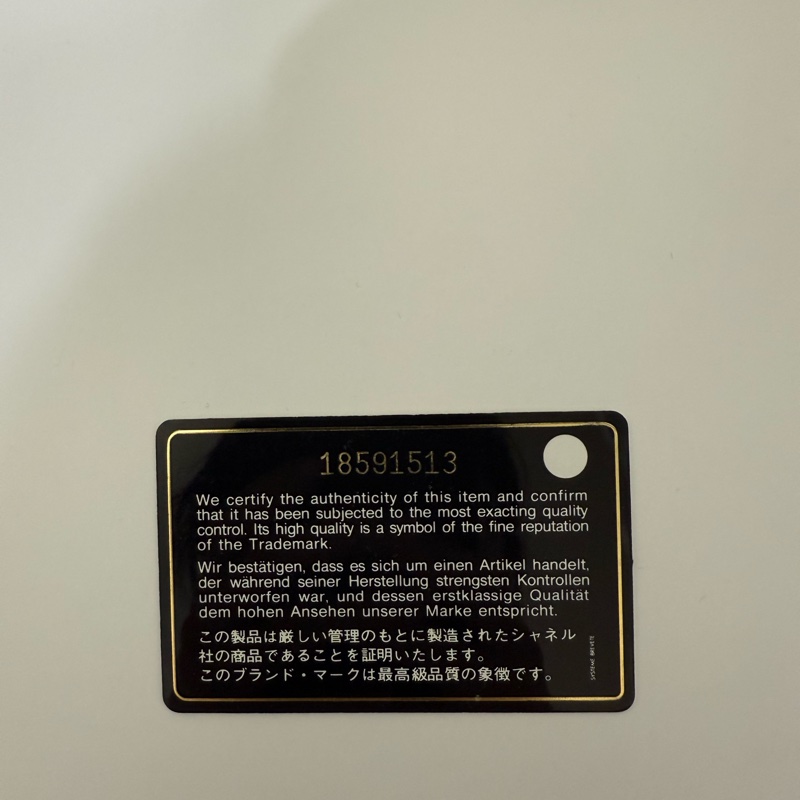 18591513
We certify the authenticity of this item and confirm
that it has been subjected to the most exacting quality
control. Its high quality is a symbol of the fine reputation
of the Trademark.
Wir bestätigen, dass es sich um einen Artikel handelt,
der während seiner Herstellung strengsten Kontrollen
unterworfen war, und dessen erstklassige Qualität
dem hohen Ansehen unserer Marke entspricht.
この製品は厳しい管理のもとに製造されたシャネル
社の商品であることを証明いたします。
このブランド・マークは最高級品質の象徴です。
SYSTEME BREVETE